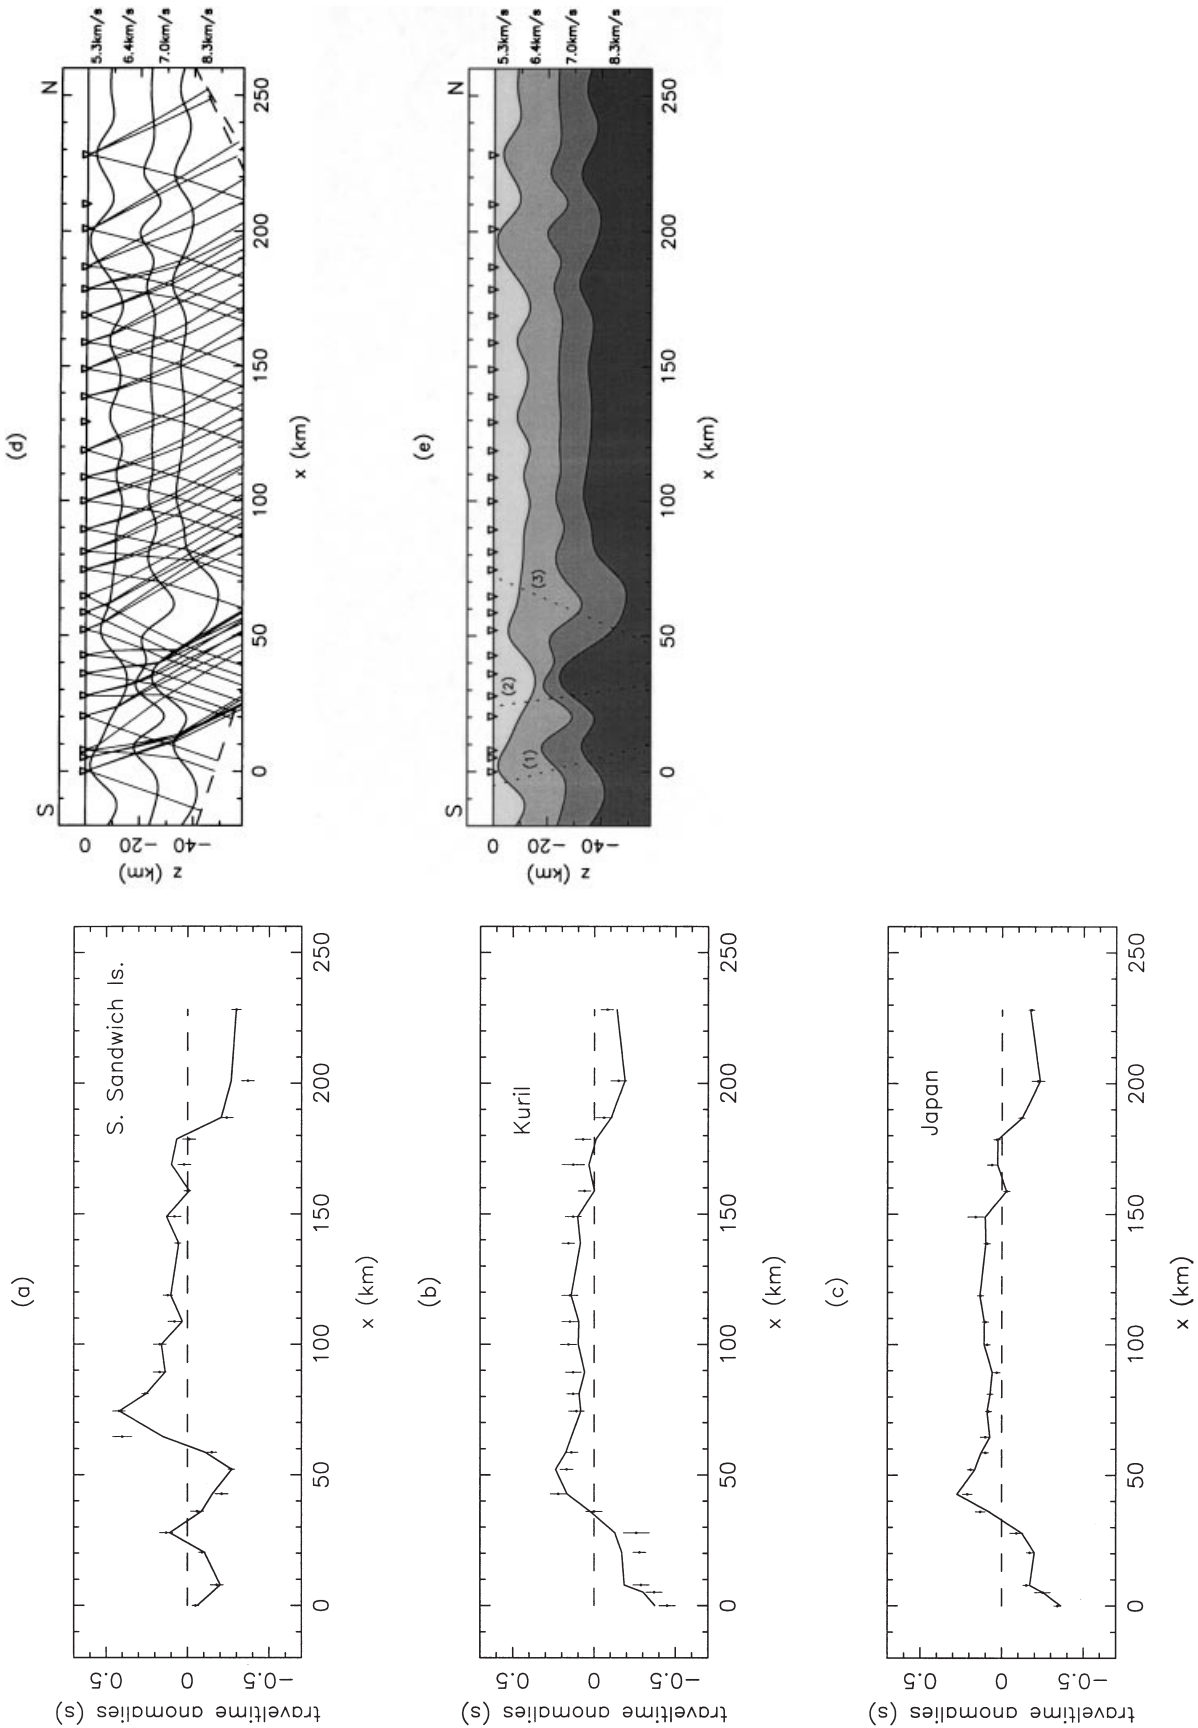 (a)
S. Sandwich Is.
traveltime anomalies (s)
0.5
0
−0.5
0 50 100 150 200 250
x (km)
(b)
Kuril
traveltime anomalies (s)
0.5
0
−0.5
0 50 100 150 200 250
x (km)
(c)
Japan
traveltime anomalies (s)
0.5
0
−0.5
0 50 100 150 200 250
x (km)
(d)
S N
z (km)
0
−20
−40
5.3km/s
6.4km/s
7.0km/s
8.3km/s
0 50 100 150 200 250
x (km)
(e)
S N
z (km)
0
−20
−40
(1) (2) (3)
5.3km/s
6.4km/s
7.0km/s
8.3km/s
0 50 100 150 200 250
x (km)